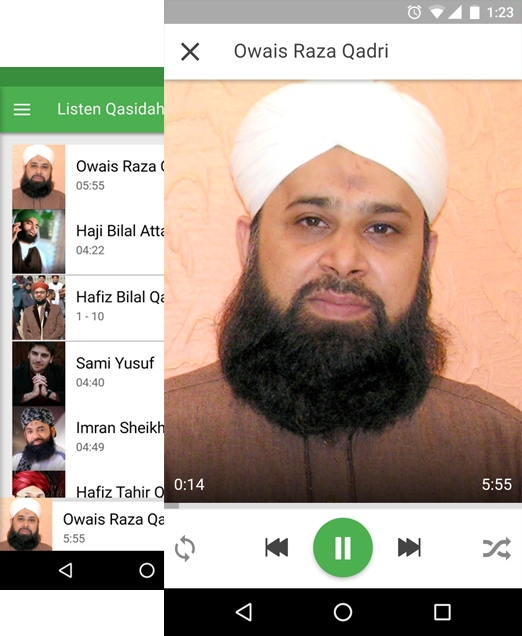 Listen Qasidah
Owais Raza Q
05:55
Haji Bilal Atta
04:22
Hafiz Bilal Qa
1 - 10
Sami Yusuf
04:40
Imran Sheikh
04:49
Hafiz Tahir Q
Owais Raza Qa
5:55
1:23
Owais Raza Qadri
0:14
5:55